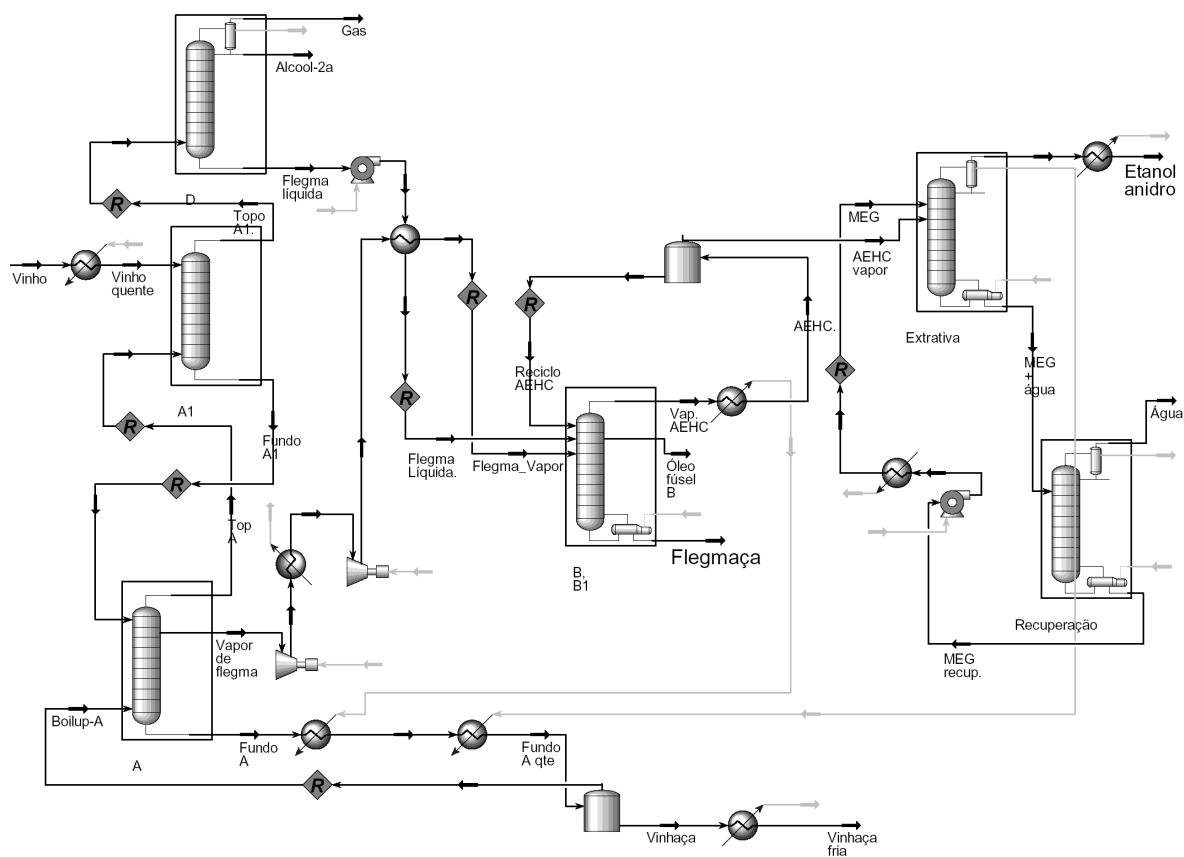 Gas
Alcool-2a
Flegma
líquida
D
Topo
A1.
R
Vinho
Vinho
quente
MEG
AEHC
vapor
Etanol
anidro
R
R
AEHC.
Extrativa
Reciclo
AEHC
R
MEG
+
água
A1
R
Fundo
A1
R
Vap.
AEHC
Água
Flegma
Líquida.
Flegma_Vapor
Óleo
fúsel
B
R
Top
A
Flegmaça
B,
B1
Recuperação
Vapor
de
flegma
MEG
recup.
Boilup-A
Fundo
A
Fundo
A qte
A
R
Vinhaça
Vinhaça
fria